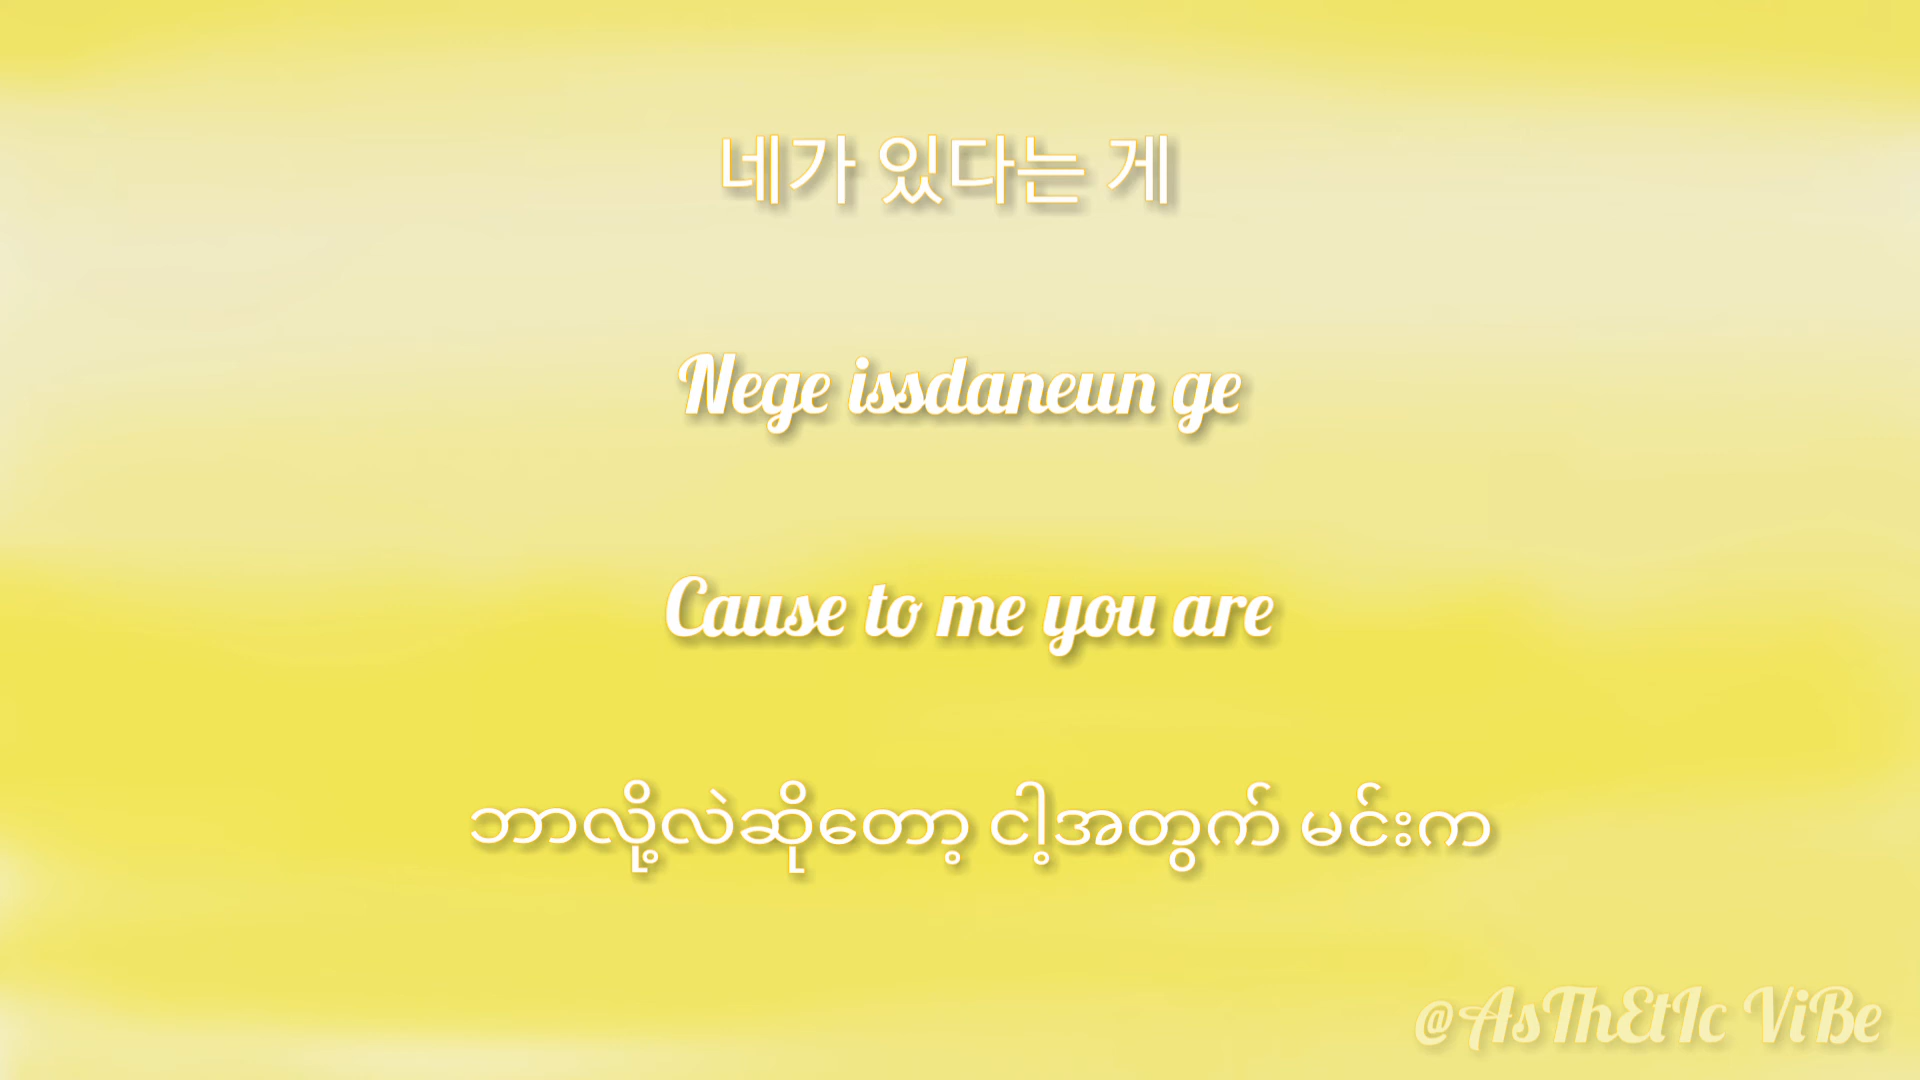 네가 있다는 게
Nege issdaneun ge
Cause to me you are
ဘာလို့လဲဆိုတော့ ငါ့အတွက် မင်းက
@AsThEtIc ViBe